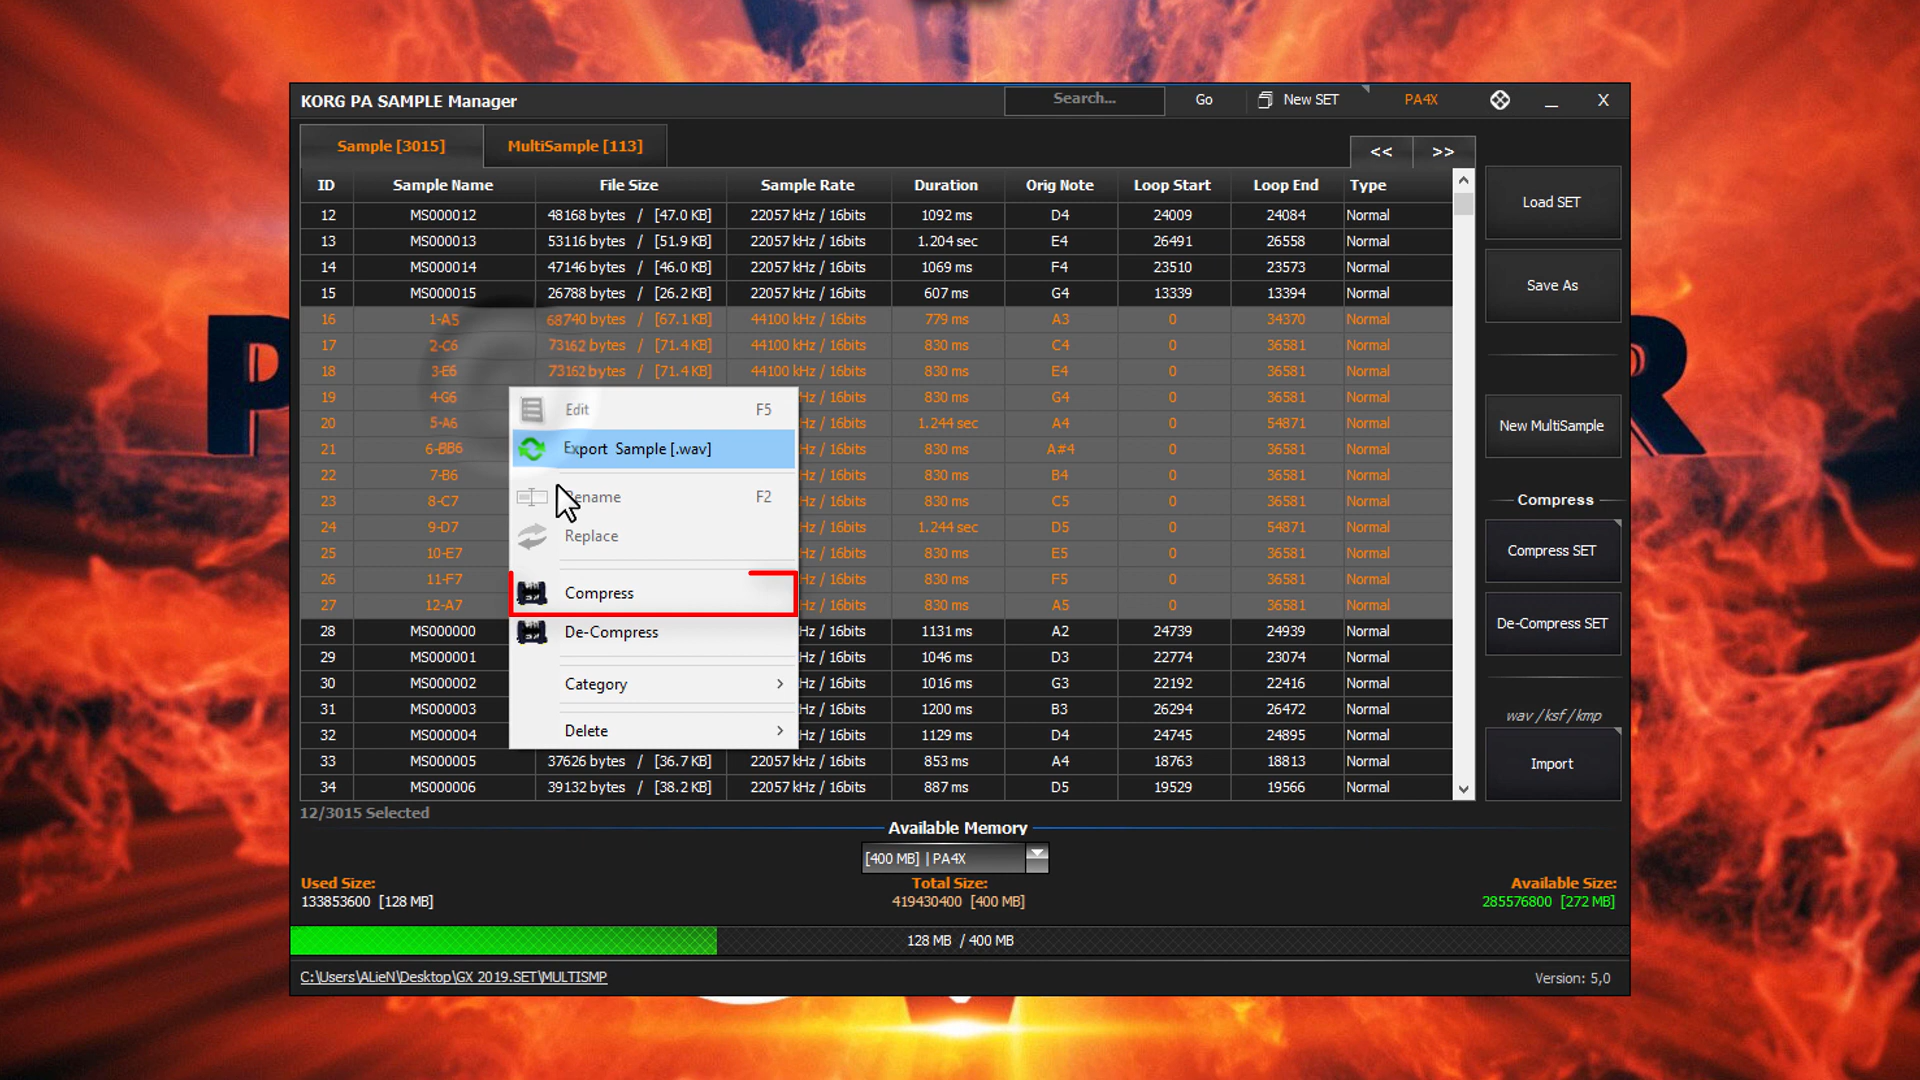 KORG PA SAMPLE Manager Search... Go New SET PA4X X
Sample [3015] MultiSample [113] << >>
ID Sample Name File Size Sample Rate Duration Orig Note Loop Start Loop End Type
12 MS000012 48168 bytes / [47.0 KB] 22057 kHz / 16bits 1092 ms D4 24009 24084 Normal
13 MS000013 53116 bytes / [51.9 KB] 22057 kHz / 16bits 1.204 sec E4 26491 26558 Normal
14 MS000014 47146 bytes / [46.0 KB] 22057 kHz / 16bits 1069 ms F4 23510 23573 Normal
15 MS000015 26788 bytes / [26.2 KB] 22057 kHz / 16bits 607 ms G4 13339 13394 Normal
16 1-A5 68740 bytes / [67.1 KB] 44100 kHz / 16bits 779 ms A3 0 34370 Normal
17 2-C6 73162 bytes / [71.4 KB] 44100 kHz / 16bits 830 ms C4 0 36581 Normal
18 3-E6 73162 bytes / [71.4 KB] 44100 kHz / 16bits 830 ms E4 0 36581 Normal
19 4-G6 Hz / 16bits 830 ms G4 0 36581 Normal
20 5-A6 Hz / 16bits 1.244 sec A4 0 54871 Normal
21 6-BB6 Hz / 16bits 830 ms A#4 0 36581 Normal
22 7-B6 Hz / 16bits 830 ms B4 0 36581 Normal
23 8-C7 Hz / 16bits 830 ms C5 0 36581 Normal
24 9-D7 Hz / 16bits 1.244 sec D5 0 54871 Normal
25 10-E7 Hz / 16bits 830 ms E5 0 36581 Normal
26 11-F7 Hz / 16bits 830 ms F5 0 36581 Normal
27 12-A7 Hz / 16bits 830 ms A5 0 36581 Normal
28 MS000000 Hz / 16bits 1131 ms A2 24739 24939 Normal
29 MS000001 Hz / 16bits 1046 ms D3 22774 23074 Normal
30 MS000002 Hz / 16bits 1016 ms G3 22192 22416 Normal
31 MS000003 Hz / 16bits 1200 ms B3 26294 26472 Normal
32 MS000004 Hz / 16bits 1129 ms D4 24745 24895 Normal
33 MS000005 37626 bytes / [36.7 KB] 22057 kHz / 16bits 853 ms A4 18763 18813 Normal
34 MS000006 39132 bytes / [38.2 KB] 22057 kHz / 16bits 887 ms D5 19529 19566 Normal
Edit F5
Export Sample [.wav]
Rename F2
Replace
Compress
De-Compress
Category >
Delete >
Load SET
Save As
New MultiSample
Compress
Compress SET
De-Compress SET
wav / ksf / kmp
Import
12/3015 Selected
Available Memory
[400 MB] | PA4X
Used Size: Total Size: Available Size:
133853600 [128 MB] 419430400 [400 MB] 285576800 [272 MB]
128 MB / 400 MB
C:\Users\ALieN\Desktop\GX 2019.SET\MULTISMP Version: 5,0
P R